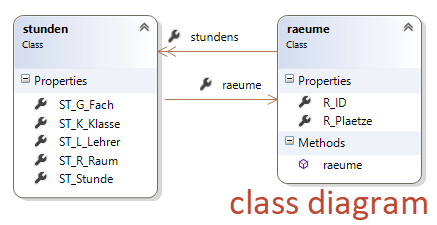 stunden
Class
Properties
ST_G_Fach
ST_K_Klasse
ST_L_Lehrer
ST_R_Raum
ST_Stunde
stundens
raeume
raeume
Class
Properties
R_ID
R_Plaetze
Methods
raeume
class diagram